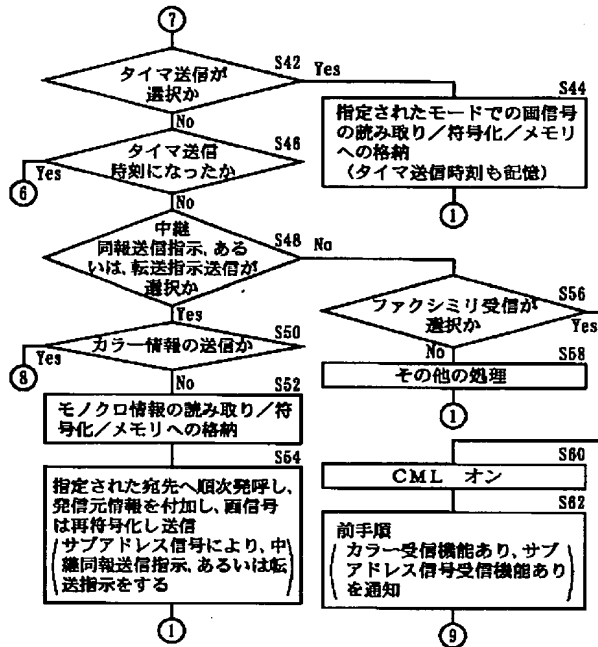 7
S42
タイマ送信が
選択か
Yes
No
S44
指定されたモードでの画信号
の読み取り/符号化/メモリ
への格納
(タイマ送信時刻も記憶)
1
S46
タイマ送信
時刻になったか
Yes
6
No
S48
中継
同報送信指示、ある
いは、転送指示送信が
選択か
No
Yes
S50
カラー情報の送信か
Yes
8
No
S52
モノクロ情報の読み取り/符
号化/メモリへの格納
S54
指定された宛先へ順次発呼し、
発信元情報を付加し、画信号
は再符号化し送信
(サブアドレス信号により、中
継同報送信指示、あるいは転
送指示をする)
1
S56
ファクシミリ受信が
選択か
Yes
No
S58
その他の処理
1
S60
CML オン
S62
前手順
(カラー受信機能あり、サブ
アドレス信号受信機能あり
を通知)
9